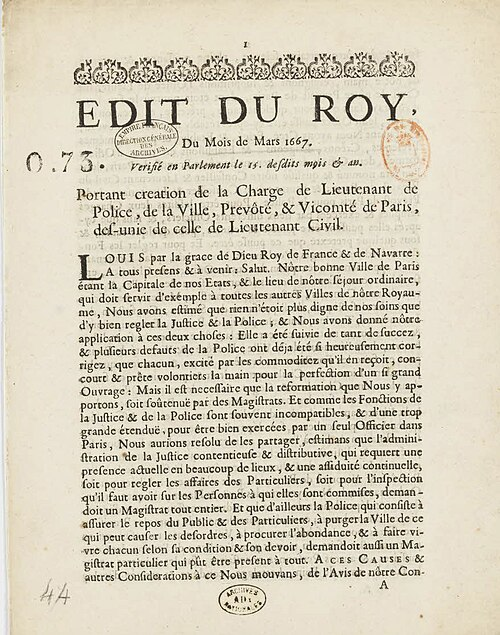 1
EDIT DU ROY,
Du Mois de Mars 1667.
Verifié en Parlement le 15. desdits mois & an.
O.73.
EMPIRE FRANÇAIS
DIRECTION GÉNÉRALE
DES
ARCHIVES.
Portant creation de la Charge de Lieutenant de
Police, de la Ville, Prevôté, & Vicomté de Paris,
des-unie de celle de Lieutenant Civil.
LOUIS par la grace de Dieu Roy de France & de Navarre :
A tous presens & à venir: Salut. Nôtre bonne Ville de Paris
étant la Capitale de nos Etats, & le lieu de nôtre séjour ordinaire,
qui doit servir d'exemple à toutes les autres Villes de nôtre Royau-
me, Nous avons estimé que rien n'étoit plus digne de nos soins que
d'y bien regler la Justice & la Police, & Nous avons donné nôtre
application à ces deux choses : Elle a été suivie de tant de succez,
& plusieurs defauts de la Police ont déja été si heureusement cor-
rigez, que chacun, excité par les commoditez qu'il en reçoit, con-
court & prête volontiers la main pour la perfection d'un si grand
Ouvrage : Mais il est necessaire que la reformation que Nous y ap-
portons, soit soûtenuë par des Magistrats. Et comme les Fonctions de
la Justice & de la Police sont souvent incompatibles, & d'une trop
grande étenduë, pour être bien exercées par un seul Officier dans
Paris, Nous aurions resolu de les partager, estimans que l'admini-
stration de la Justice contentieuse & distributive, qui requiert une
presence actuelle en beaucoup de lieux, & une assiduité continuelle,
soit pour regler les affaires des Particuliers, soit pour l'inspection
qu'il faut avoir sur les Personnes à qui elles sont commises, deman-
doit un Magistrat tout entier. Et que d'ailleurs la Police qui consiste à
assurer le repos du Public & des Particuliers, à purger la Ville de ce
qui peut causer les desordres, à procurer l'abondance, & à faire vi-
vre chacun selon sa condition & son devoir, demandoit aussi un Ma-
gistrat particulier qui pût être present à tout. A CES CAUSES &
autres Considerations à ce Nous mouvans, de l'Avis de nôtre Con-
A
44
ARCHIVES
NATIONALES